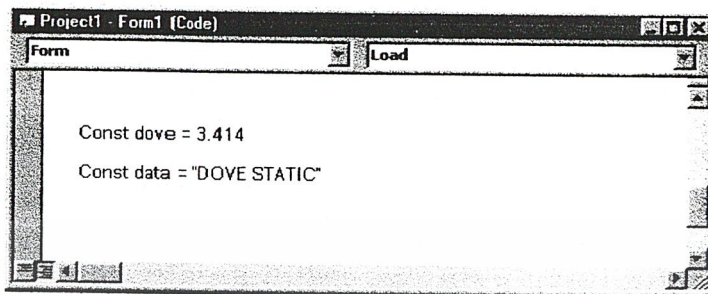 Project1 - Form1 (Code)
Form Load
Const dove = 3.414
Const data = "DOVE STATIC"